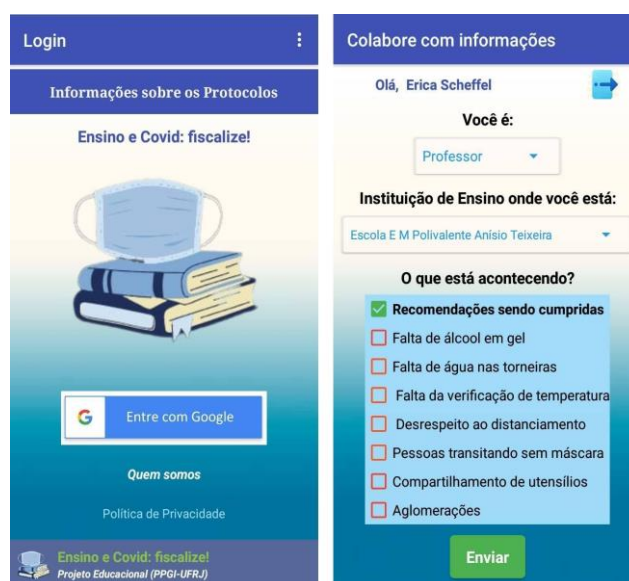 Login
Informações sobre os Protocolos
Ensino e Covid: fiscalize!
G
Entre com Google
Quem somos
Política de Privacidade
Ensino e Covid: fiscalize!
Projeto Educacional (PPGI-UFRJ)
Colabore com informações
Olá, Erica Scheffel
Você é:
Professor
Instituição de Ensino onde você está:
Escola E M Polivalente Anísio Teixeira
O que está acontecendo?
Recomendações sendo cumpridas
Falta de álcool em gel
Falta de água nas torneiras
Falta da verificação de temperatura
Desrespeito ao distanciamento
Pessoas transitando sem máscara
Compartilhamento de utensílios
Aglomerações
Enviar